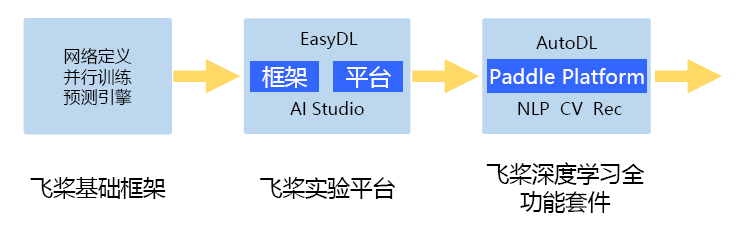 网络定义
并行训练
预测引擎
飞桨基础框架
EasyDL
框架 平台
AI Studio
飞桨实验平台
AutoDL
Paddle Platform
NLP CV Rec
飞桨深度学习全
功能套件